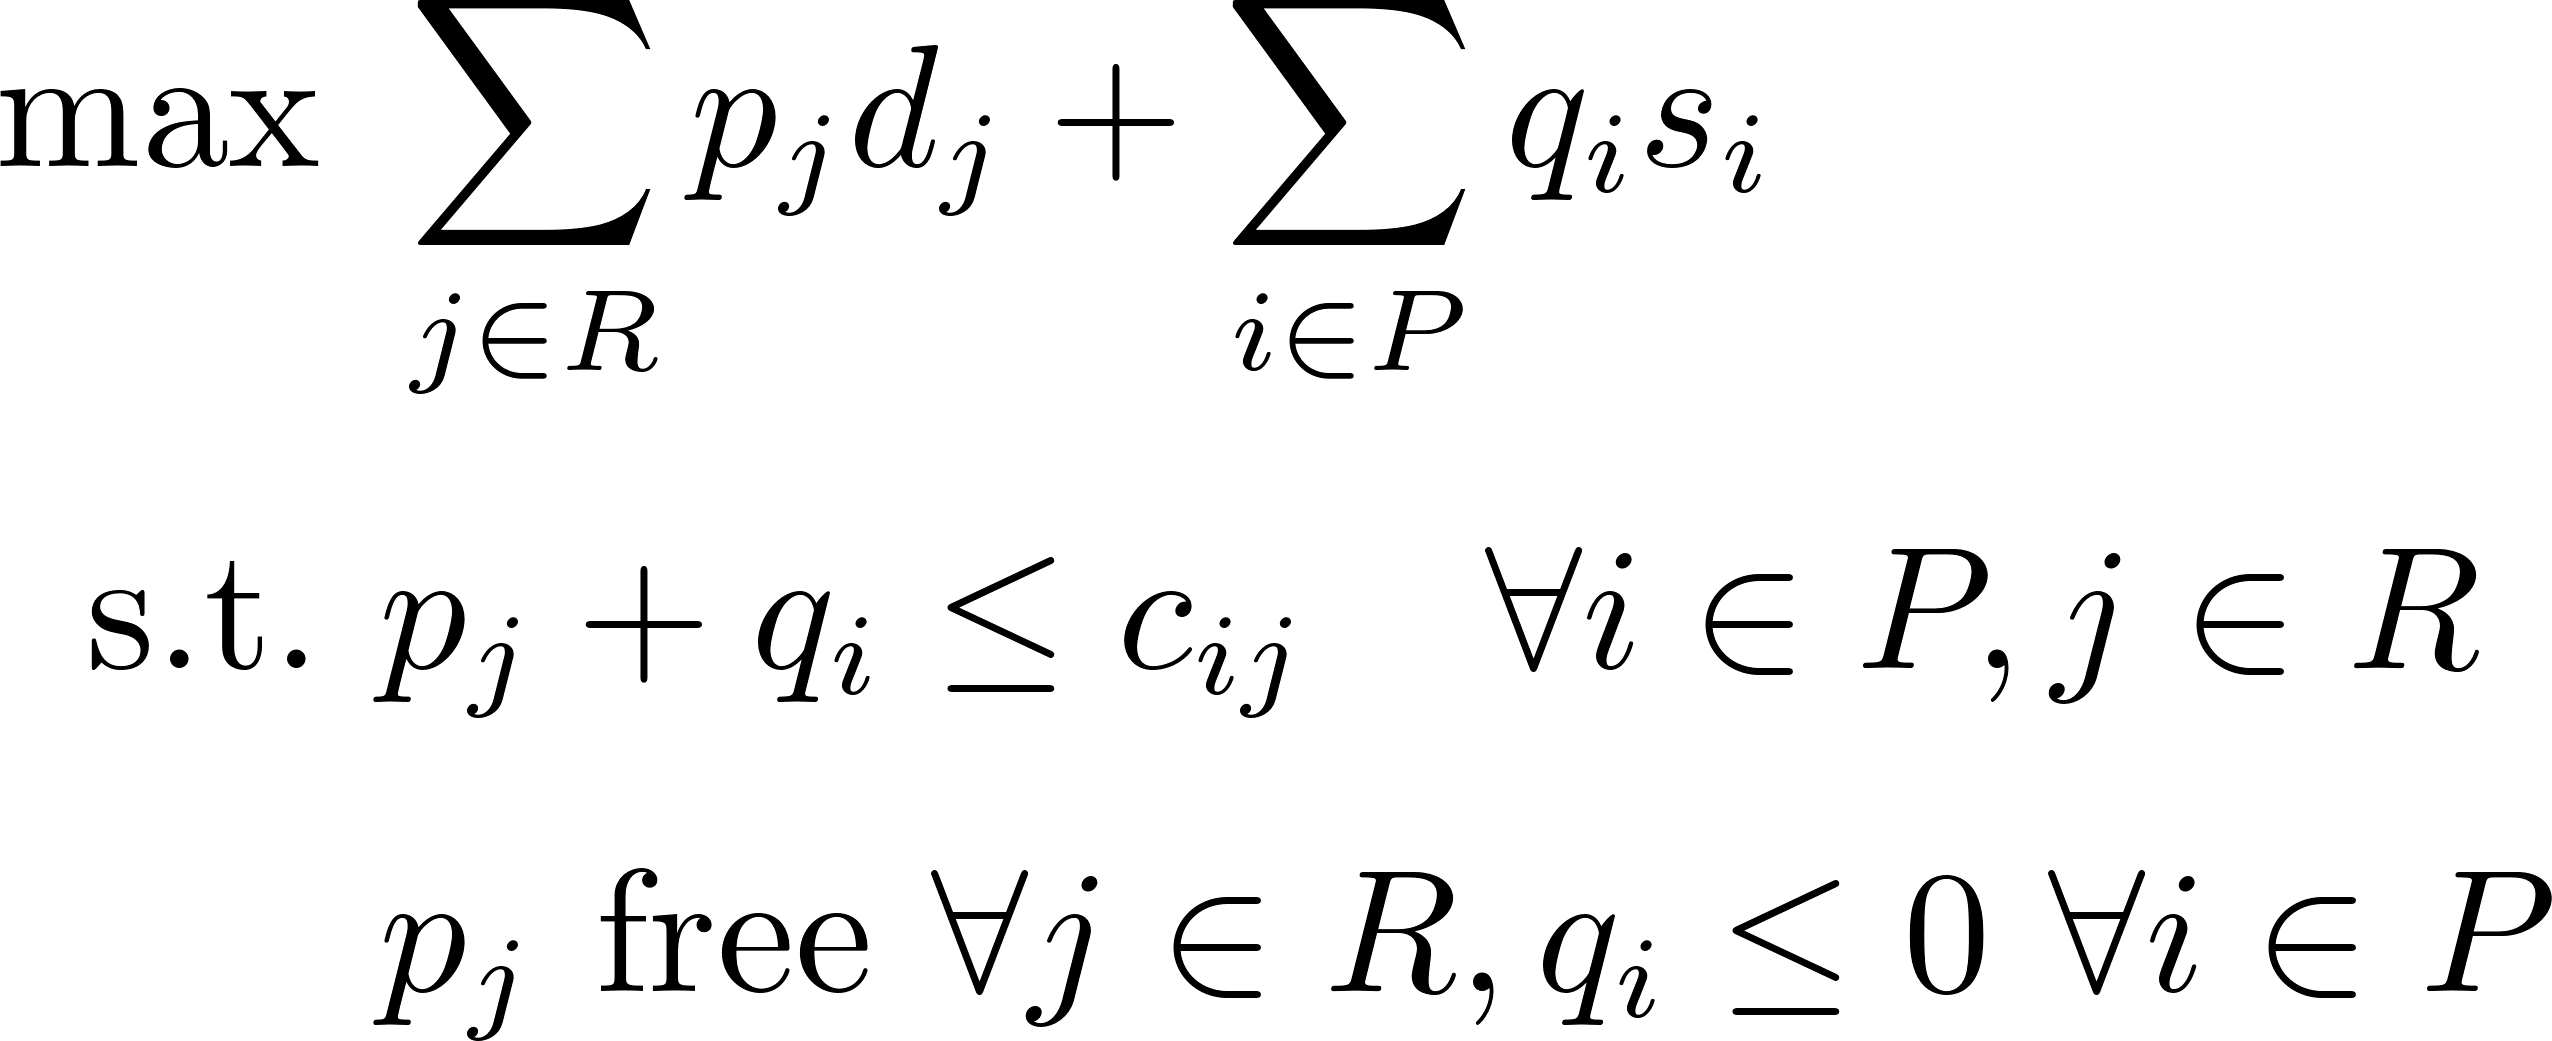 max ∑_{j∈R} p_j d_j + ∑_{i∈P} q_i s_i
s.t. p_j + q_i ≤ c_{ij} ∀i ∈ P, j ∈ R
p_j free ∀j ∈ R, q_i ≤ 0 ∀i ∈ P